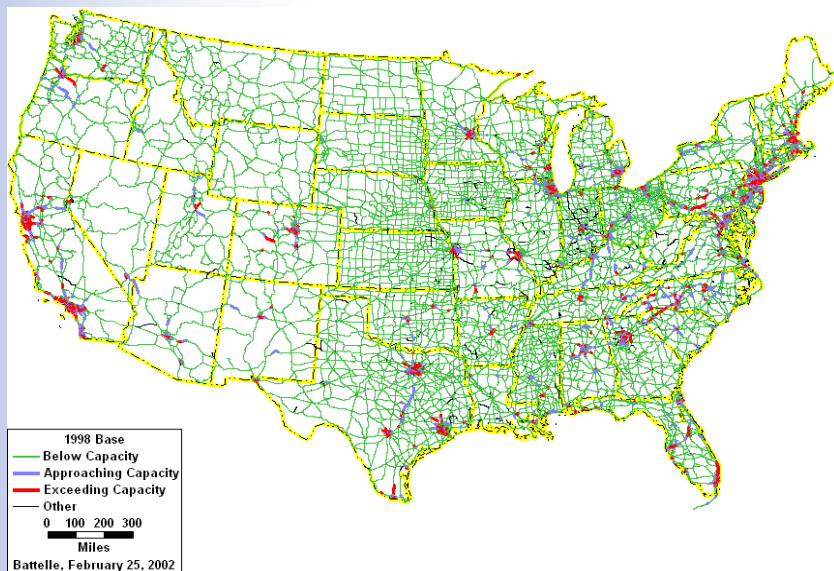 1998 Base
Below Capacity
Approaching Capacity
Exceeding Capacity
Other
0 100 200 300
Miles
Battelle, February 25, 2002